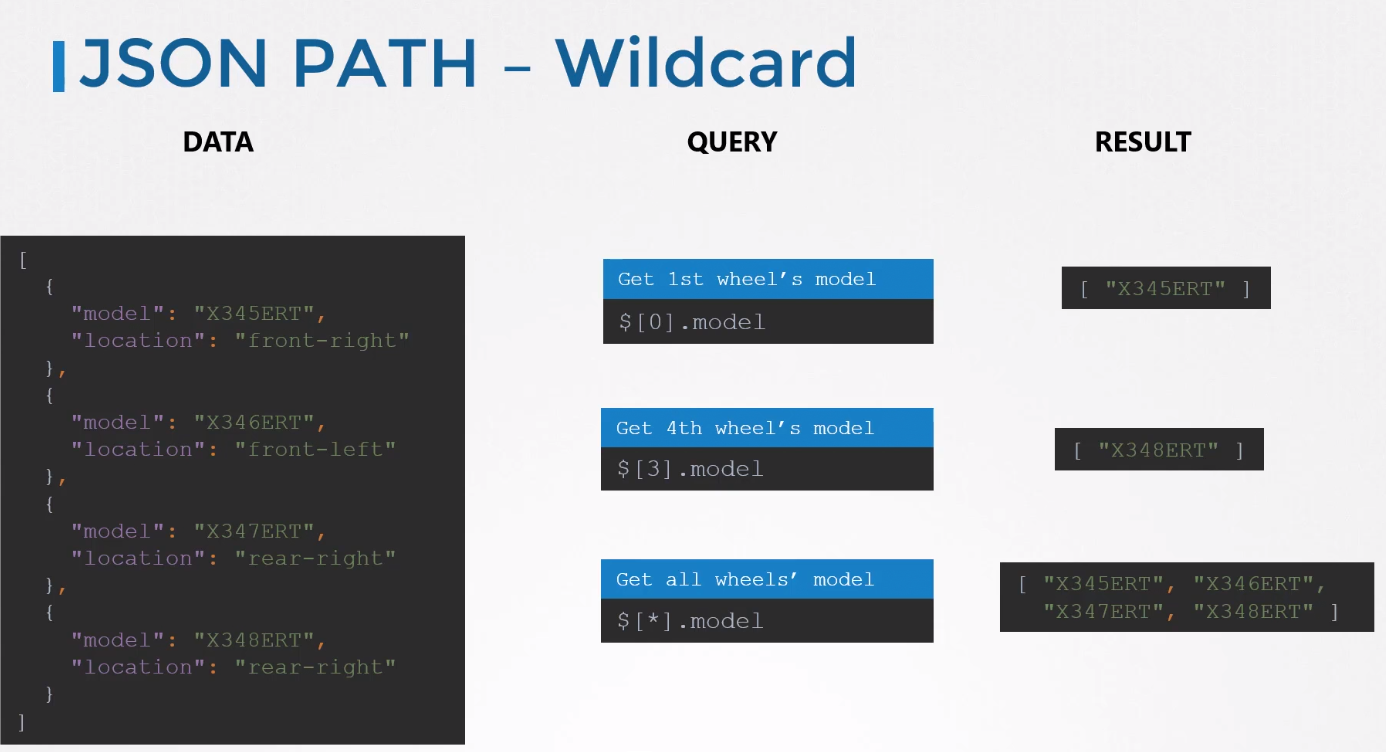 JSON PATH – Wildcard
DATA
QUERY
RESULT
[
{
"model": "X345ERT",
"location": "front-right"
},
{
"model": "X346ERT",
"location": "front-left"
},
{
"model": "X347ERT",
"location": "rear-right"
},
{
"model": "X348ERT",
"location": "rear-right"
}
]
Get 1st wheel’s model
$[0].model
[ "X345ERT" ]
Get 4th wheel’s model
$[3].model
[ "X348ERT" ]
Get all wheels’ model
$[*].model
[ "X345ERT", "X346ERT",
"X347ERT", "X348ERT" ]